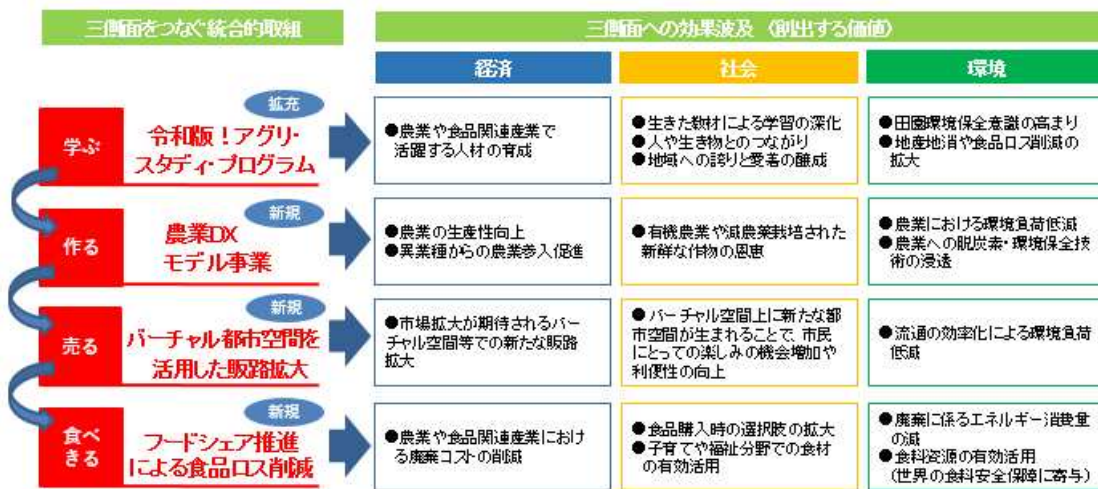 三側面をつなぐ統合的取組
三側面への効果波及（創出する価値）
経済
社会
環境
学ぶ
拡充
令和版！アグリ・
スタディ・プログラム
●農業や食品関連産業で
活躍する人材の育成
●生きた教材による学習の深化
●人や生き物とのつながり
●地域への誇りと愛着の醸成
●田園環境保全意識の高まり
●地産地消や食品ロス削減の
拡大
作る
新規
農業DX
モデル事業
●農業の生産性向上
●異業種からの農業参入促進
●有機農業や減農薬栽培された
新鮮な作物の恩恵
●農業における環境負荷低減
●農業への脱炭素・環境保全技
術の浸透
売る
新規
バーチャル都市空間を
活用した販路拡大
●市場拡大が期待されるバー
チャル空間等での新たな販路
拡大
● バーチャル空間上に新たな都
市空間が生まれることで、市民
にとっての楽しみの機会増加や
利便性の向上
●流通の効率化による環境負荷
低減
食べ
きる
新規
フードシェア推進
による食品ロス削減
●農業や食品関連産業におけ
る廃棄コストの削減
●食品購入時の選択肢の拡大
●子育てや福祉分野での食材
の有効活用
●廃棄に係るエネルギー消費量
の減
●食料資源の有効活用
（世界の食料安全保障に寄与）